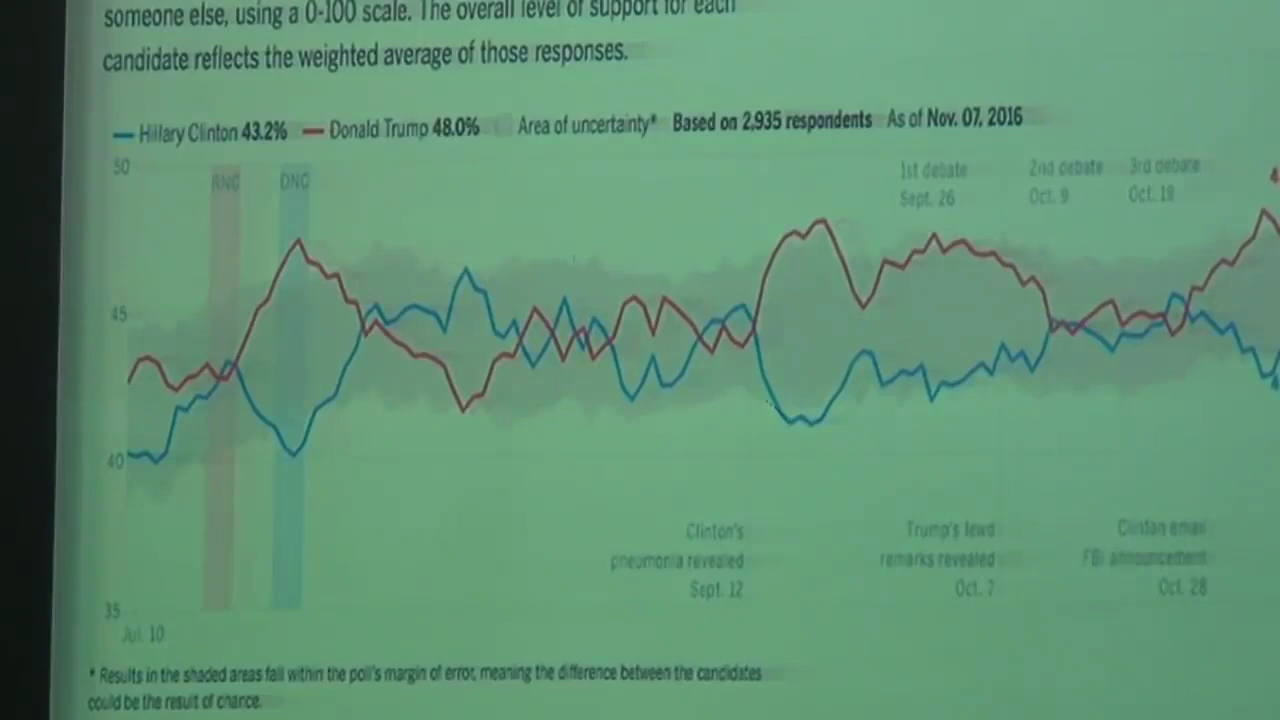 someone else, using a 0-100 scale. The overall level of support for each
candidate reflects the weighted average of those responses.
Hillary Clinton 43.2% Donald Trump 48.0% Area of uncertainty* Based on 2,935 respondents As of Nov. 07, 2016
50
RNC DNC
1st debate 2nd debate 3rd debate
Sept. 26 Oct. 9 Oct. 19
45
40
Clinton's Trump's lewd Clinton email
pneumonia revealed remarks revealed FBI announcement
Sept. 12 Oct. 7 Oct. 28
35
Jul. 10
* Results in the shaded areas fall within the poll's margin of error, meaning the difference between the candidates
could be the result of chance.